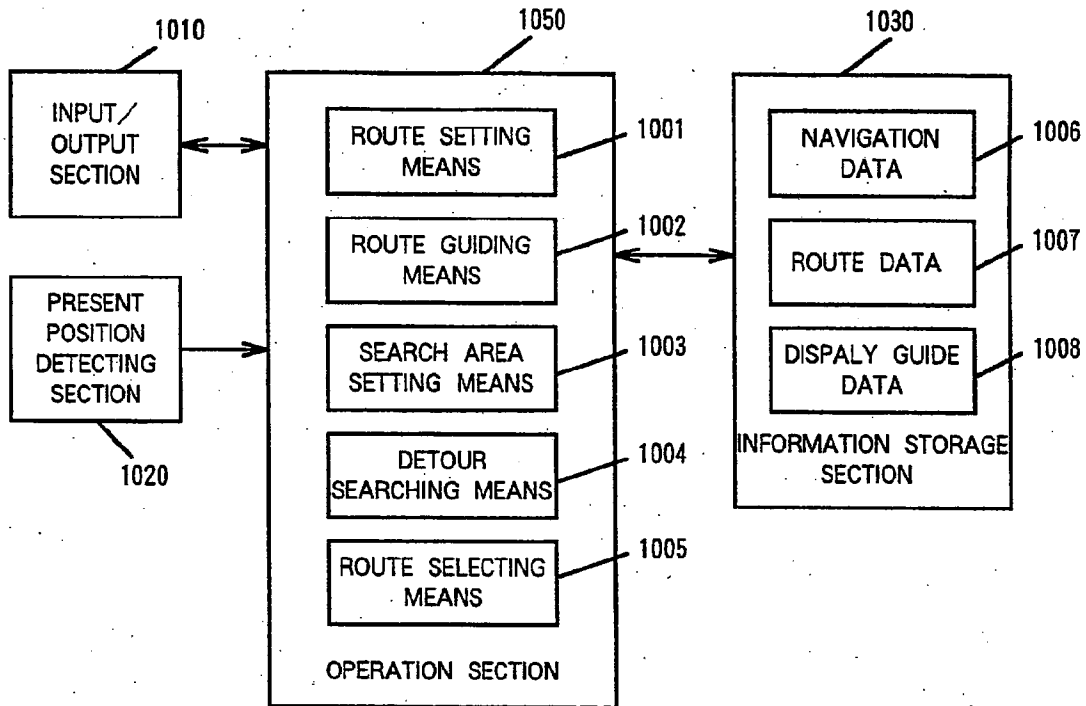 1010
INPUT/
OUTPUT
SECTION
PRESENT
POSITION
DETECTING
SECTION
1020
1050
ROUTE SETTING
MEANS
1001
ROUTE GUIDING
MEANS
1002
SEARCH AREA
SETTING MEANS
1003
DETOUR
SEARCHING MEANS
1004
ROUTE SELECTING
MEANS
1005
OPERATION SECTION
1030
NAVIGATION
DATA
1006
ROUTE DATA
1007
DISPALY GUIDE
DATA
1008
INFORMATION STORAGE
SECTION